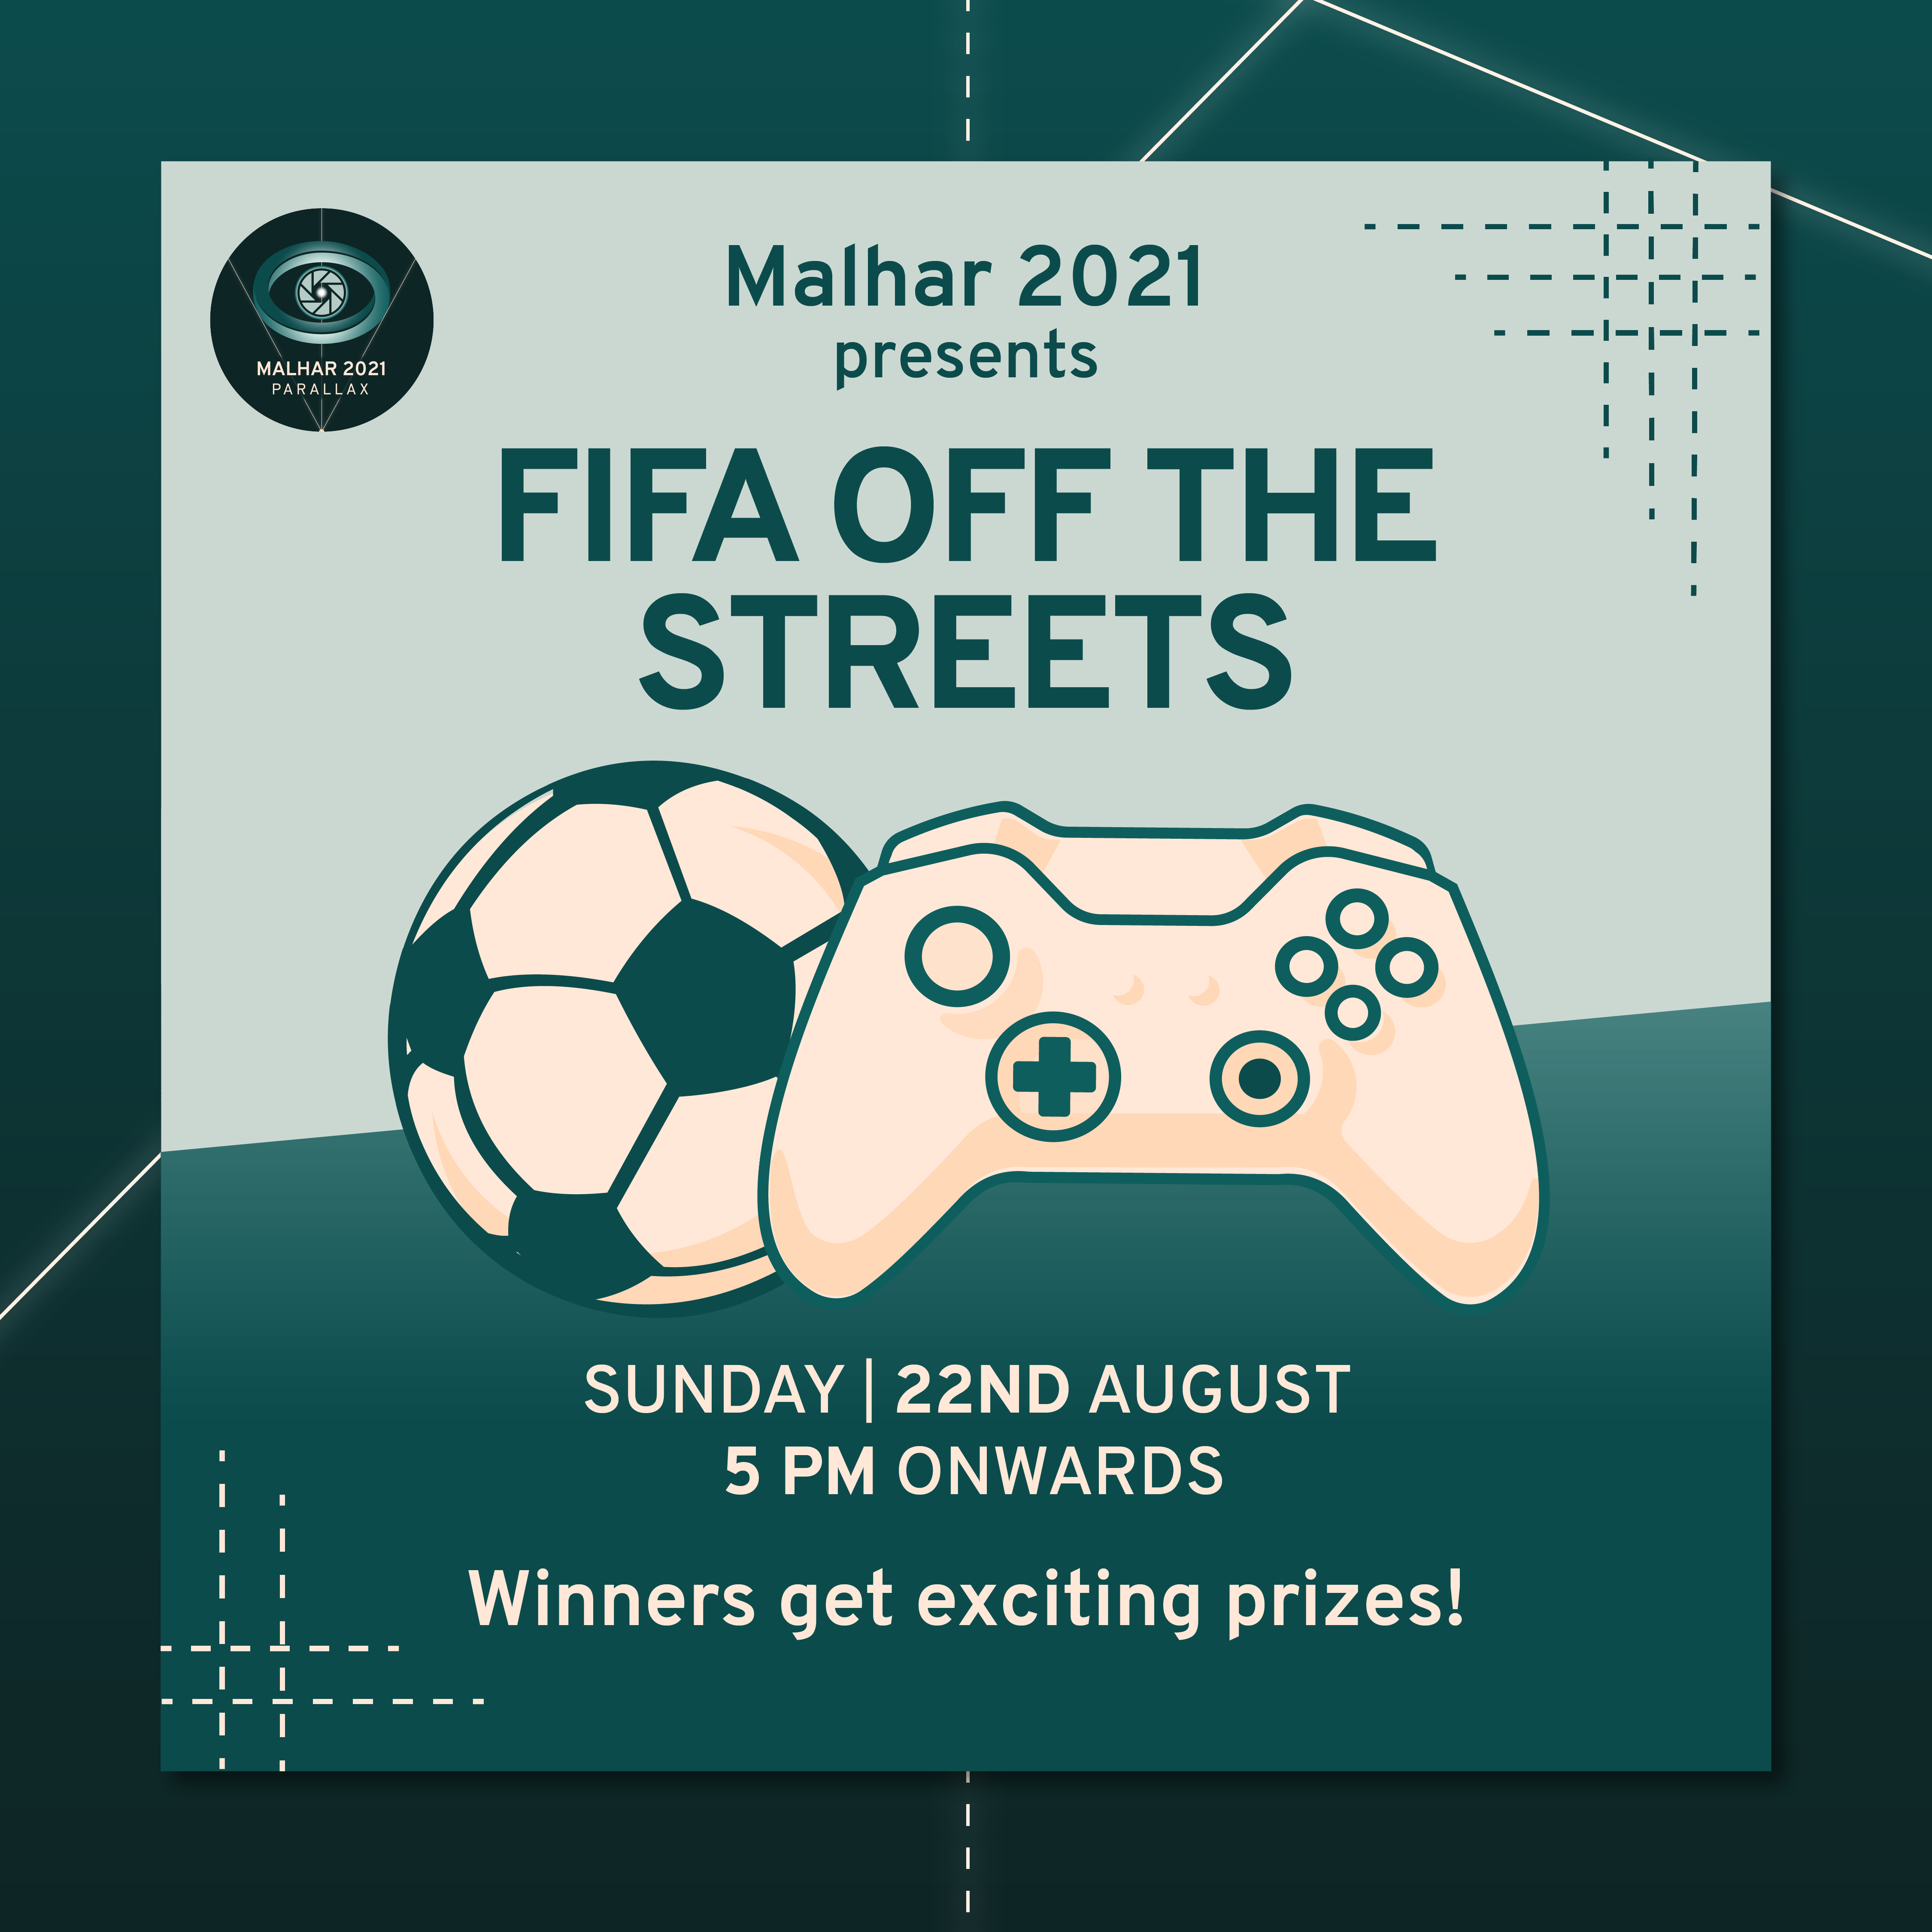 MALHAR 2021
PARALLAX
Malhar 2021
presents
FIFA OFF THE
STREETS
SUNDAY | 22ND AUGUST
5 PM ONWARDS
Winners get exciting prizes!